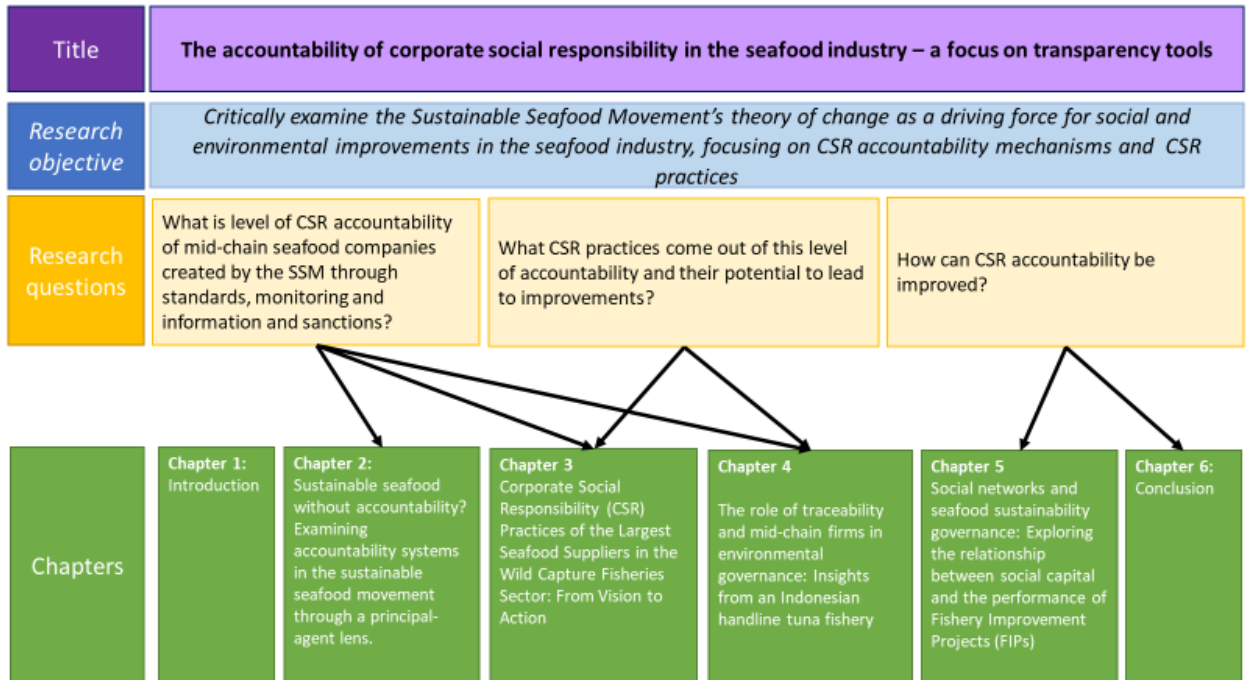 Title
The accountability of corporate social responsibility in the seafood industry – a focus on transparency tools
Research
objective
Critically examine the Sustainable Seafood Movement's theory of change as a driving force for social and
environmental improvements in the seafood industry, focusing on CSR accountability mechanisms and CSR
practices
Research
questions
What is level of CSR accountability
of mid-chain seafood companies
created by the SSM through
standards, monitoring and
information and sanctions?
What CSR practices come out of this level
of accountability and their potential to lead
to improvements?
How can CSR accountability be
improved?
Chapters
Chapter 1:
Introduction
Chapter 2:
Sustainable seafood
without accountability?
Examining
accountability systems
in the sustainable
seafood movement
through a principal-
agent lens.
Chapter 3
Corporate Social
Responsibility (CSR)
Practices of the Largest
Seafood Suppliers in the
Wild Capture Fisheries
Sector: From Vision to
Action
Chapter 4
The role of traceability
and mid-chain firms in
environmental
governance: Insights
from an Indonesian
handline tuna fishery
Chapter 5
Social networks and
seafood sustainability
governance: Exploring
the relationship
between social capital
and the performance of
Fishery Improvement
Projects (FIPs)
Chapter 6:
Conclusion